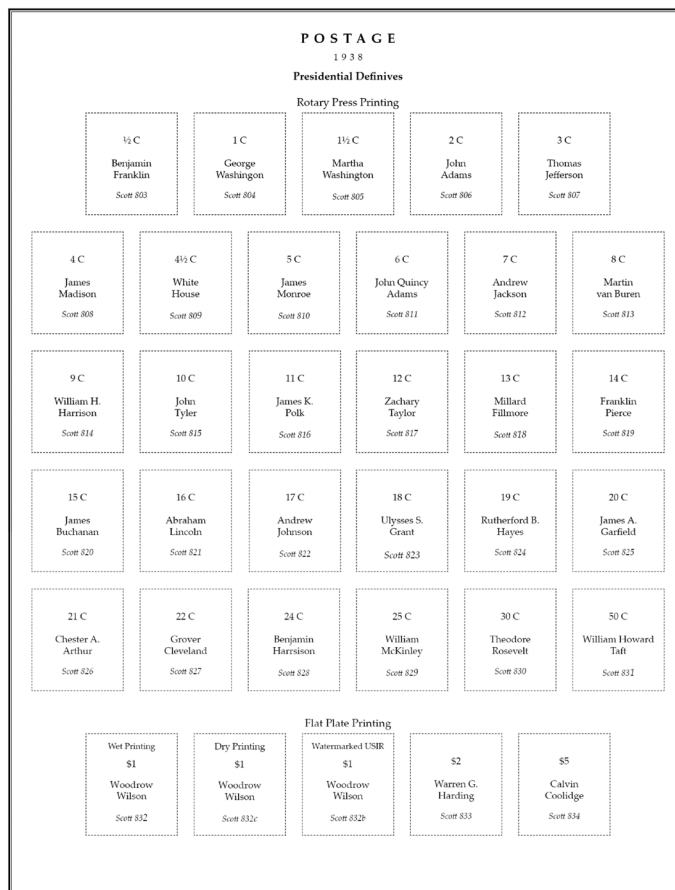 POSTAGE
1938
Presidential Definives
Rotary Press Printing
½ C
Benjamin
Franklin
Scott 803
1 C
George
Washingon
Scott 804
1½ C
Martha
Washington
Scott 805
2 C
John
Adams
Scott 806
3 C
Thomas
Jefferson
Scott 807
4 C
James
Madison
Scott 808
4½ C
White
House
Scott 809
5 C
James
Monroe
Scott 810
6 C
John Quincy
Adams
Scott 811
7 C
Andrew
Jackson
Scott 812
8 C
Martin
van Buren
Scott 813
9 C
William H.
Harrison
Scott 814
10 C
John
Tyler
Scott 815
11 C
James K.
Polk
Scott 816
12 C
Zachary
Taylor
Scott 817
13 C
Millard
Fillmore
Scott 818
14 C
Franklin
Pierce
Scott 819
15 C
James
Buchanan
Scott 820
16 C
Abraham
Lincoln
Scott 821
17 C
Andrew
Johnson
Scott 822
18 C
Ulysses S.
Grant
Scott 823
19 C
Rutherford B.
Hayes
Scott 824
20 C
James A.
Garfield
Scott 825
21 C
Chester A.
Arthur
Scott 826
22 C
Grover
Cleveland
Scott 827
24 C
Benjamin
Harrsison
Scott 828
25 C
William
McKinley
Scott 829
30 C
Theodore
Rosevelt
Scott 830
50 C
William Howard
Taft
Scott 831
Flat Plate Printing
Wet Printing
$1
Woodrow
Wilson
Scott 832
Dry Printing
$1
Woodrow
Wilson
Scott 832c
Watermarked USIR
$1
Woodrow
Wilson
Scott 832b
$2
Warren G.
Harding
Scott 833
$5
Calvin
Coolidge
Scott 834